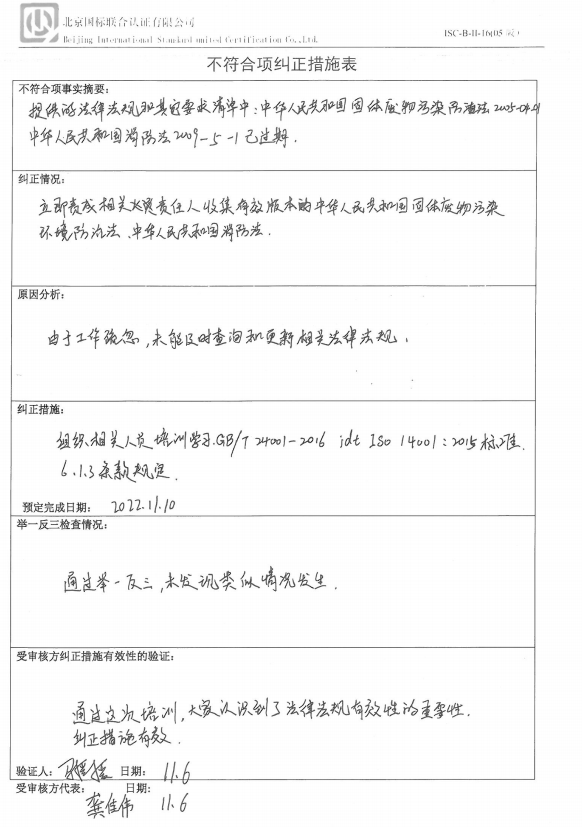 北京国标联合认证有限公司
Beijing International Standard united Certification Co.,Ltd.
ISC-B-II-16(05版)
不符合项纠正措施表
不符合项事实摘要:
提供的法律法规和其它要求清单中:中华人民共和国固体废物污染防治法2005-04-01
中华人民共和国消防法2009-5-1已过期.
纠正情况:
立即责成相关负责责任人收集有效版本的中华人民共和国固体废物污染
环境防治法、中华人民共和国消防法.
原因分析:
由于工作疏忽,未能及时查询和更新相关法律法规.
纠正措施:
组织相关人员培训学习GB/T 24001-2016 idt ISO 14001:2015标准.
6.1.3条款规定.
预定完成日期: 2022.11.10
举一反三检查情况:
通过举一反三,未发现类似情况发生.
受审核方纠正措施有效性的验证:
通过这次培训,大家认识到了法律法规有效性的重要性.
纠正措施有效.
验证人: 日期: 11.6
受审核方代表: 日期:
龚佳伟 11.6